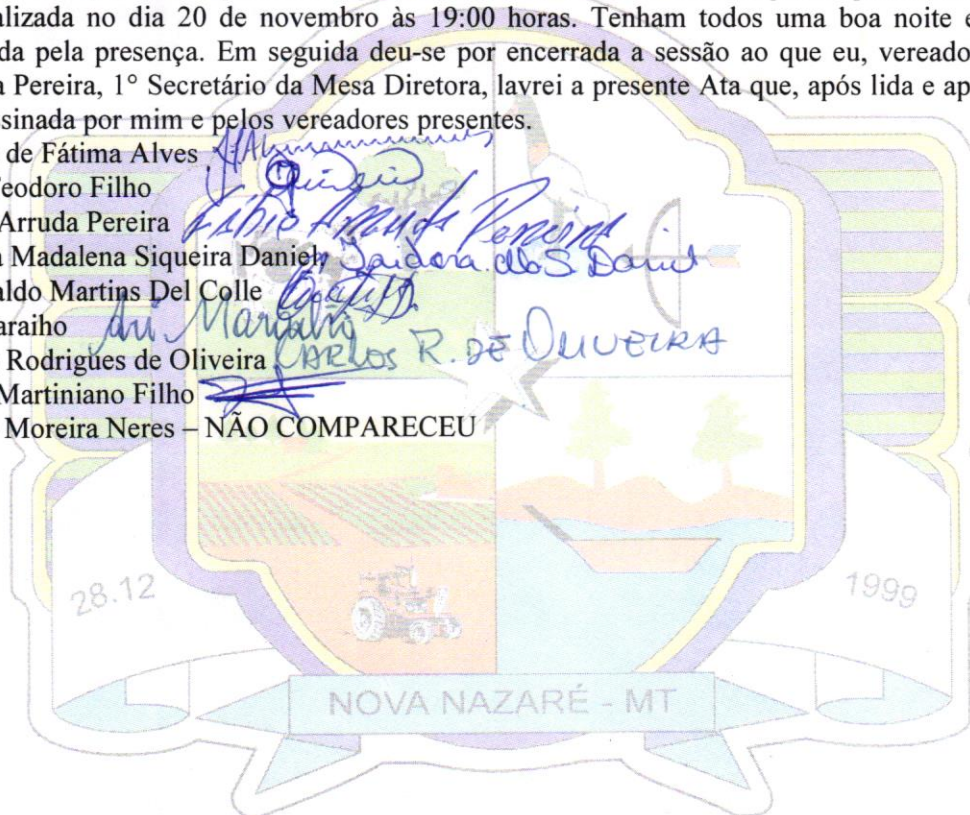 alizada no dia 20 de novembro às 19:00 horas. Tenham todos uma boa noite e
da pela presença. Em seguida deu-se por encerrada a sessão ao que eu, vereado
a Pereira, 1° Secretário da Mesa Diretora, lavrei a presente Ata que, após lida e ap
ssinada por mim e pelos vereadores presentes.
de Fátima Alves
eodoro Filho
Arruda Pereira Fábio Arruda Pereira
a Madalena Siqueira Daniel
aldo Martins Del Colle
araiho
Rodrigues de Oliveira CARLOS R. DE OLIVEIRA
Martiniano Filho
Moreira Neres – NÃO COMPARECEU
28.12 1999
NOVA NAZARÉ - MT